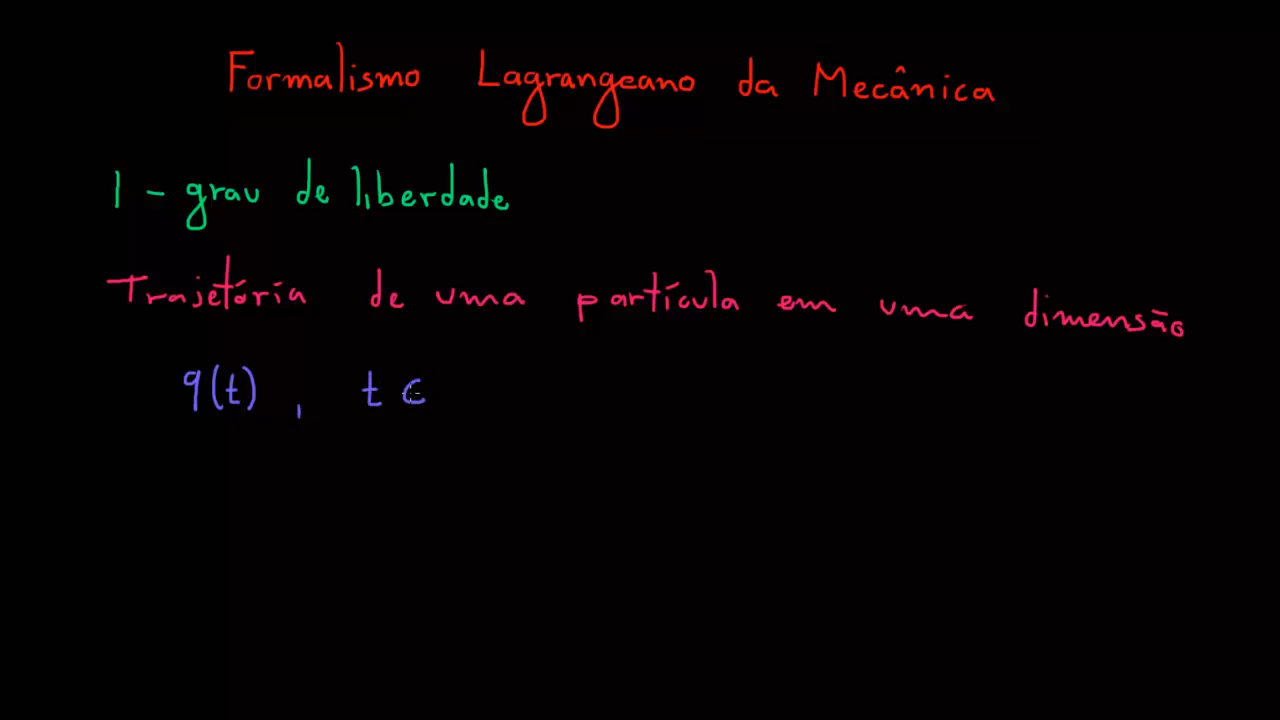 Formalismo Lagrangeano da Mecânica
1 - grau de liberdade
Trajetória de uma partícula em uma dimensão
q(t) , t ∈